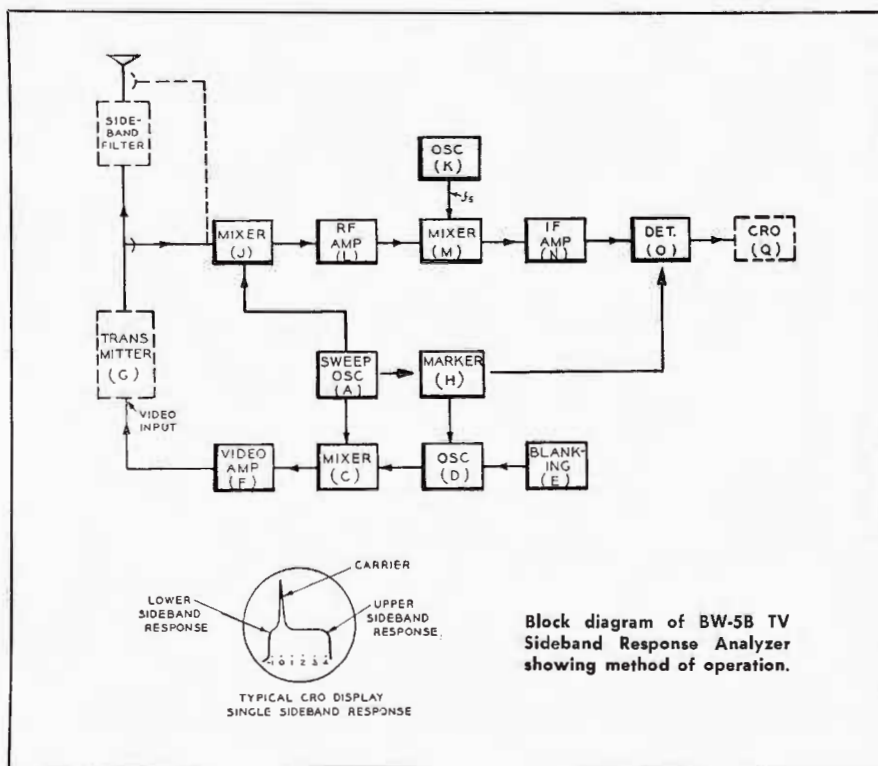 SIDE-
BAND
FILTER
OSC
(K)
fs
MIXER
(J)
RF
AMP
(L)
MIXER
(M)
IF
AMP
(N)
DET.
(O)
CRO
(Q)
TRANS
MITTER
(G)
SWEEP
OSC
(A)
MARKER
(H)
VIDEO
INPUT
VIDEO
AMP
(F)
MIXER
(C)
OSC
(D)
BLANK-
ING
(E)
CARRIER
LOWER
SIDEBAND
RESPONSE
UPPER
SIDEBAND
RESPONSE
-1 0 1 2 3 4
TYPICAL CRO DISPLAY
SINGLE SIDEBAND RESPONSE
Block diagram of BW-5B TV
Sideband Response Analyzer
showing method of operation.